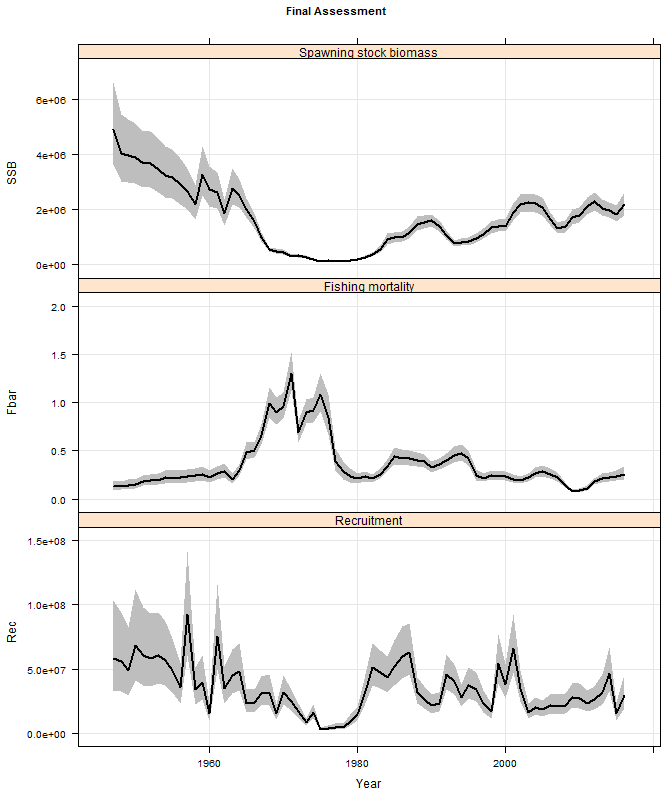 Final Assessment
Spawning stock biomass
6e+06
4e+06
2e+06
0e+00
SSB
Fishing mortality
2.0
1.5
1.0
0.5
0.0
Fbar
Recruitment
1.5e+08
1.0e+08
5.0e+07
0.0e+00
Rec
1960
1980
2000
Year